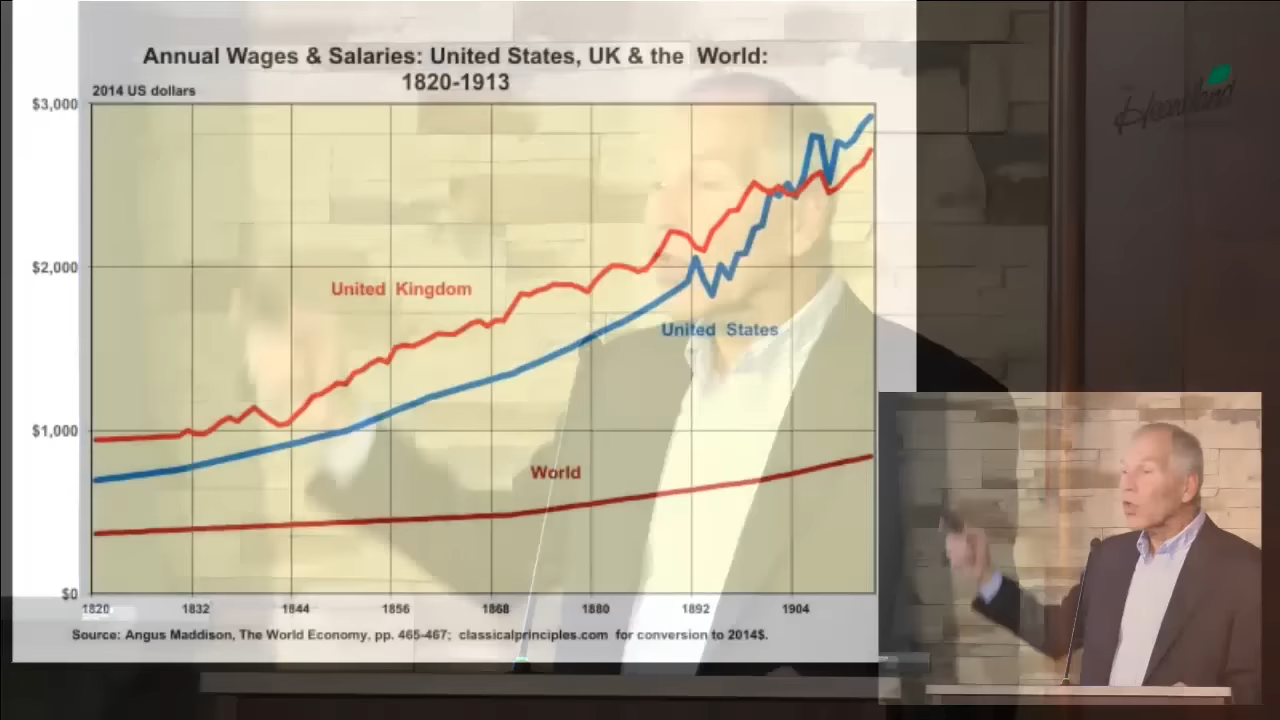 Annual Wages & Salaries: United States, UK & the World:
1820-1913
2014 US dollars
$3,000
$2,000
$1,000
$0
United Kingdom
United States
World
1820 1832 1844 1856 1868 1880 1892 1904
Source: Angus Maddison, The World Economy, pp. 465-467; classicalprinciples.com for conversion to 2014$.
Heartland